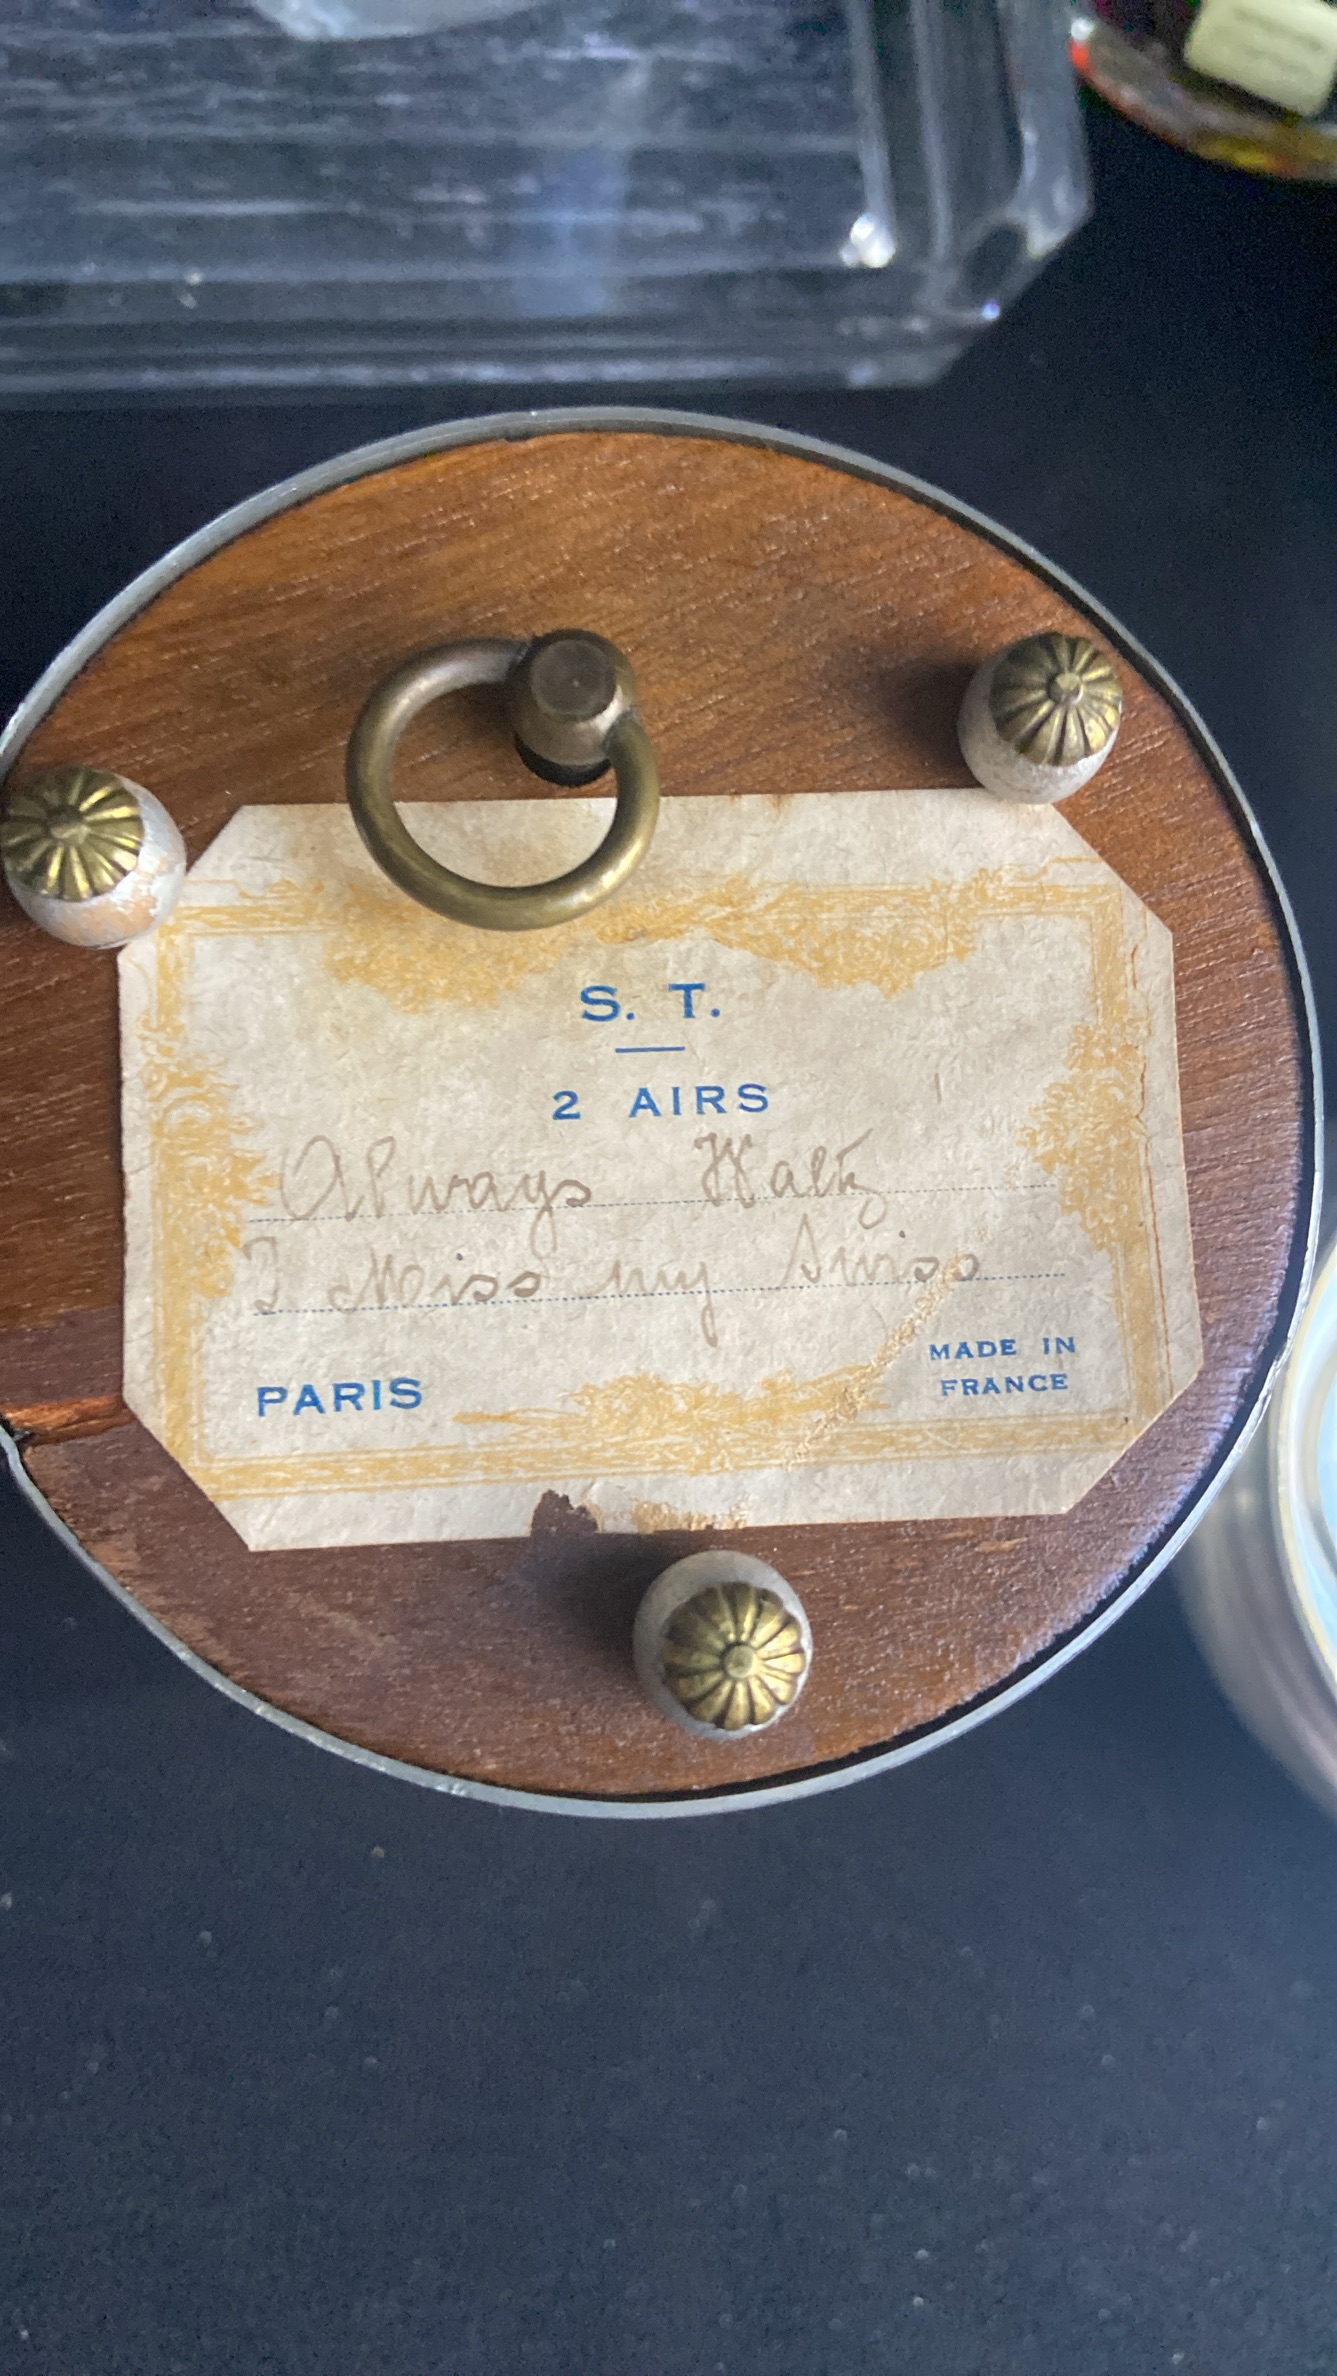 S. T.
2 AIRS
Always Waltz
I Miss my Swiss
PARIS
MADE IN
FRANCE